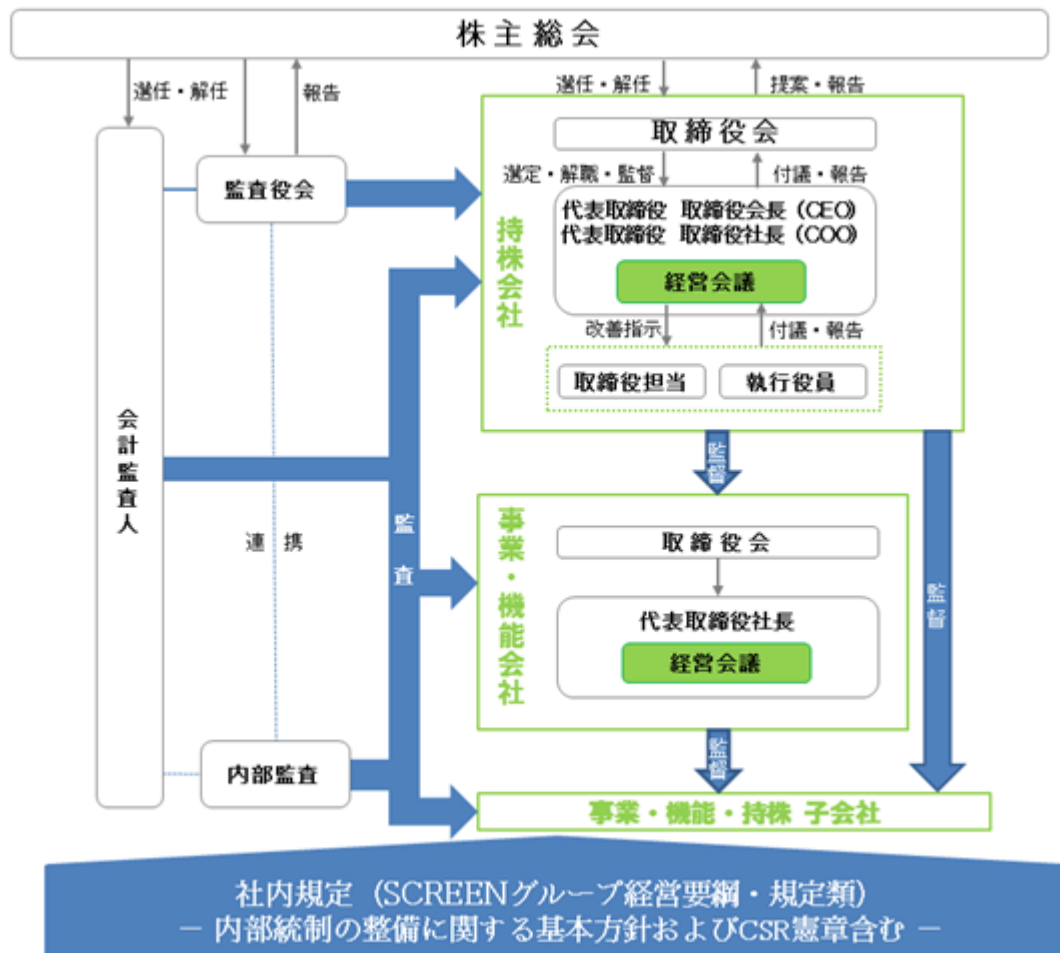 株主総会
選任・解任
報告
選任・解任
提案・報告
取締役会
監査役会
選定・解職・監督
付議・報告
代表取締役 取締役会長（CEO）
代表取締役 取締役社長（COO）
持株会社
経営会議
改善指示
付議・報告
取締役担当
執行役員
会計監査人
監督
監査
連携
事業・機能会社
取締役会
監督
代表取締役社長
経営会議
監督
内部監査
事業・機能・持株 子会社
社内規定（SCREENグループ経営要綱・規定類）
－ 内部統制の整備に関する基本方針およびCSR憲章含む －